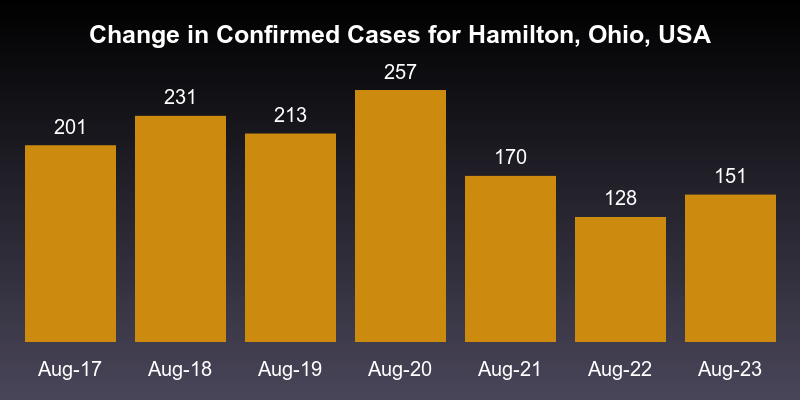 Change in Confirmed Cases for Hamilton, Ohio, USA
201 231 213 257 170 128 151
Aug-17 Aug-18 Aug-19 Aug-20 Aug-21 Aug-22 Aug-23